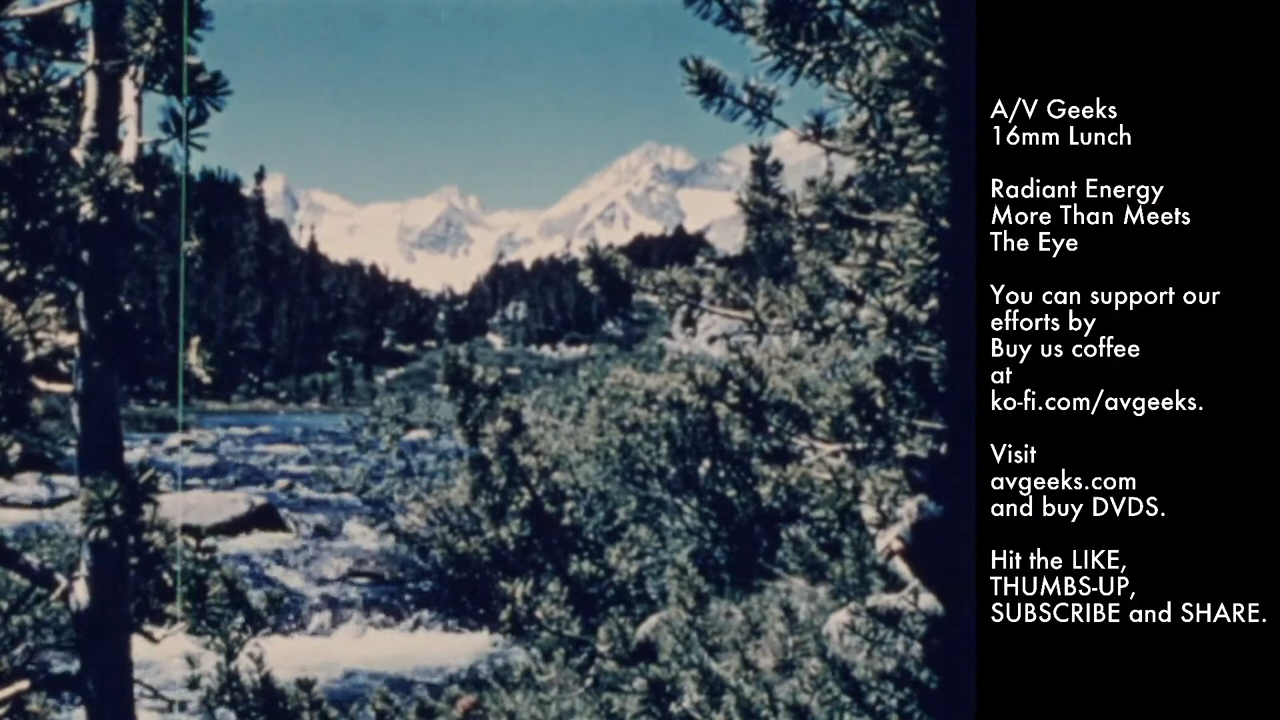 A/V Geeks
16mm Lunch
Radiant Energy
More Than Meets
The Eye
You can support our
efforts by
Buy us coffee
at
ko-fi.com/avgeeks.
Visit
avgeeks.com
and buy DVDS.
Hit the LIKE,
THUMBS-UP,
SUBSCRIBE and SHARE.